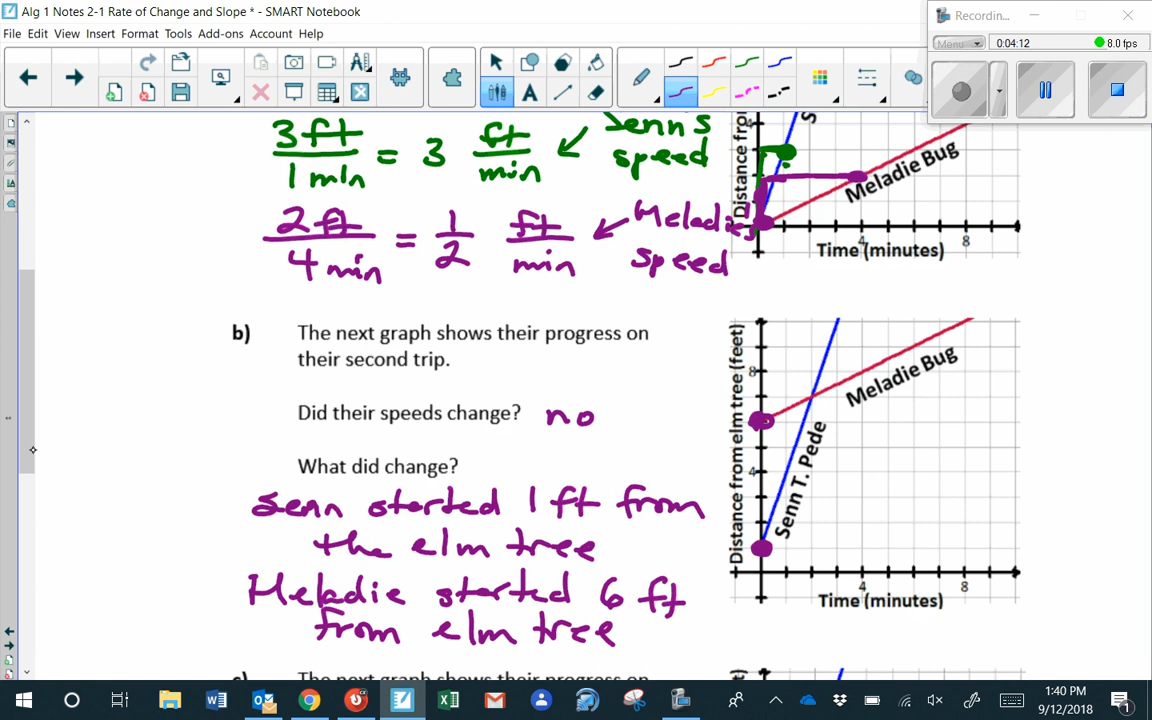 Alg 1 Notes 2-1 Rate of Change and Slope * - SMART Notebook
Recordin...
File Edit View Insert Format Tools Add-ons Account Help
Menu
0:04:12
8.0 fps
3 ft / 1 min = 3 ft / min ← Senn's speed
2 ft / 4 min = 1/2 ft / min ← Meladie's speed
4
Distance fro
S
Meladie Bug
4
8
Time (minutes)
b) The next graph shows their progress on
their second trip.
Did their speeds change? no
What did change?
Senn started 1 ft from
the elm tree
Meladie started 6 ft
from elm tree
Distance from elm tree (feet)
8
4
Meladie Bug
Senn T. Pede
4
8
Time (minutes)
The next graph shows their progress on
1:40 PM
9/12/2018
1